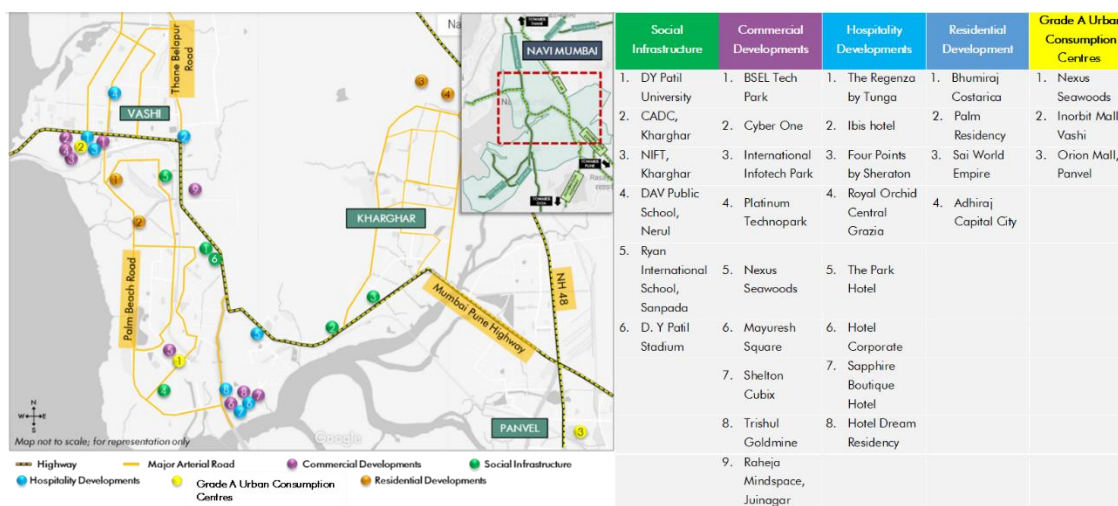 Thane Belapur
Road
VASHI
KHARGHAR
Palm Beach Road
Mumbai Pune Highway
NH 48
PANVEL
NAVI MUMBAI
N
W E
S
Map not to scale; for representation only
Google
Highway
Major Arterial Road
Commercial Developments
Social Infrastructure
Hospitality Developments
Grade A Urban Consumption
Centres
Residential Developments
Social
Infrastructure
1. DY Patil
University
2. CADC,
Kharghar
3. NIFT,
Kharghar
4. DAV Public
School,
Nerul
5. Ryan
International
School,
Sanpada
6. D. Y Patil
Stadium
Commercial
Developments
1. BSEL Tech
Park
2. Cyber One
3. International
Infotech Park
4. Platinum
Technopark
5. Nexus
Seawoods
6. Mayuresh
Square
7. Shelton
Cubix
8. Trishul
Goldmine
9. Raheja
Mindspace,
Juinagar
Hospitality
Developments
1. The Regenza
by Tunga
2. Ibis hotel
3. Four Points
by Sheraton
4. Royal Orchid
Central
Grazia
5. The Park
Hotel
6. Hotel
Corporate
7. Sapphire
Boutique
Hotel
8. Hotel Dream
Residency
Residential
Development
1. Bhumiraj
Costarica
2. Palm
Residency
3. Sai World
Empire
4. Adhiraj
Capital City
Grade A Urban
Consumption
Centres
1. Nexus
Seawoods
2. Inorbit Mall,
Vashi
3. Orion Mall,
Panvel